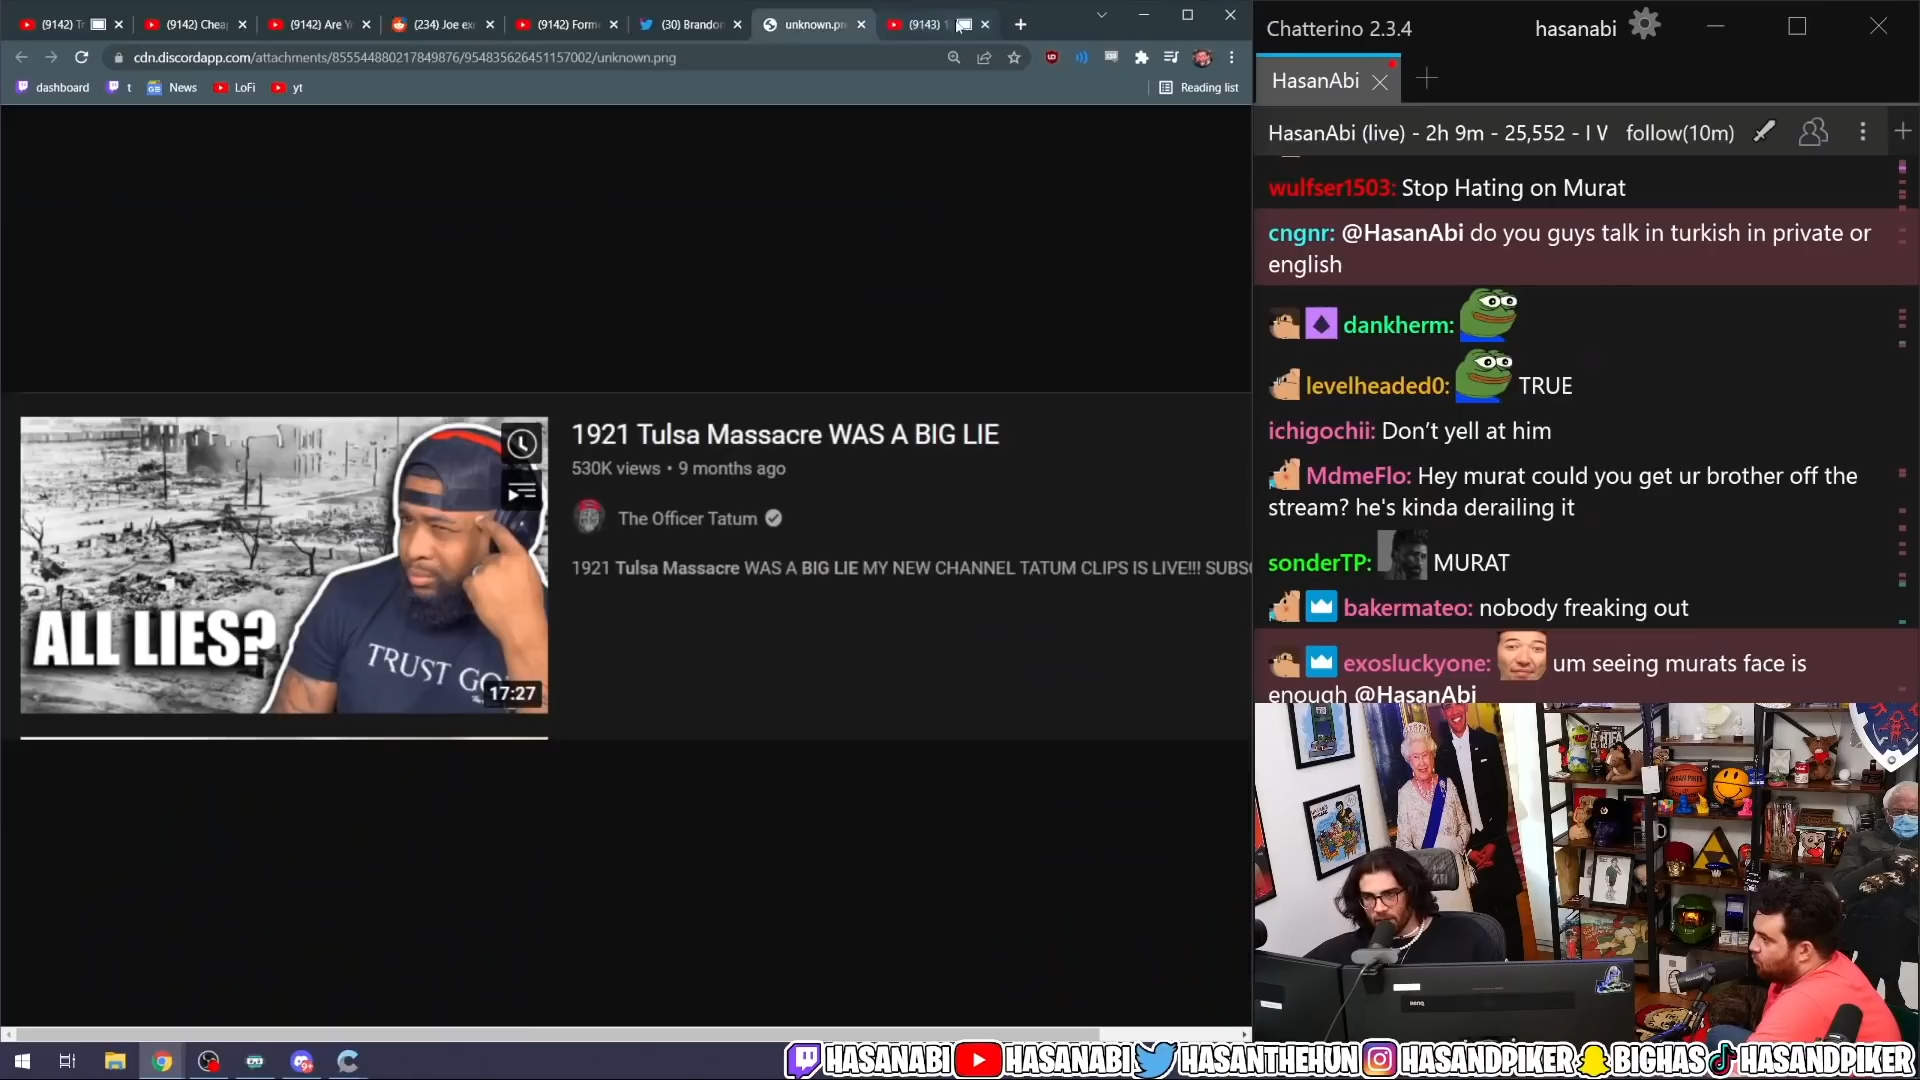 (9142) Tr
(9142) Chea
(9142) Are Y
(234) Joe ex
(9142) Form
(30) Brandon
unknown.pn
(9143) 1
cdn.discordapp.com/attachments/855544880217849876/954835626451157002/unknown.png
dashboard
t
News
LoFi
yt
Reading list
1921 Tulsa Massacre WAS A BIG LIE
530K views • 9 months ago
The Officer Tatum
1921 Tulsa Massacre WAS A BIG LIE MY NEW CHANNEL TATUM CLIPS IS LIVE!!! SUBSC
ALL LIES?
TRUST GO
17:27
Chatterino 2.3.4
hasanabi
HasanAbi
HasanAbi (live) - 2h 9m - 25,552 - I V
follow(10m)
wulfser1503: Stop Hating on Murat
cngnr: @HasanAbi do you guys talk in turkish in private or
english
dankherm:
levelheaded0: TRUE
ichigochii: Don't yell at him
MdmeFlo: Hey murat could you get ur brother off the
stream? he's kinda derailing it
sonderTP: MURAT
bakermateo: nobody freaking out
exosluckyone: um seeing murats face is
enough @HasanAbi
HASANABI
HASANABI
HASANTHEHUN
HASANDPIKER
BIGHAS
HASANDPIKER